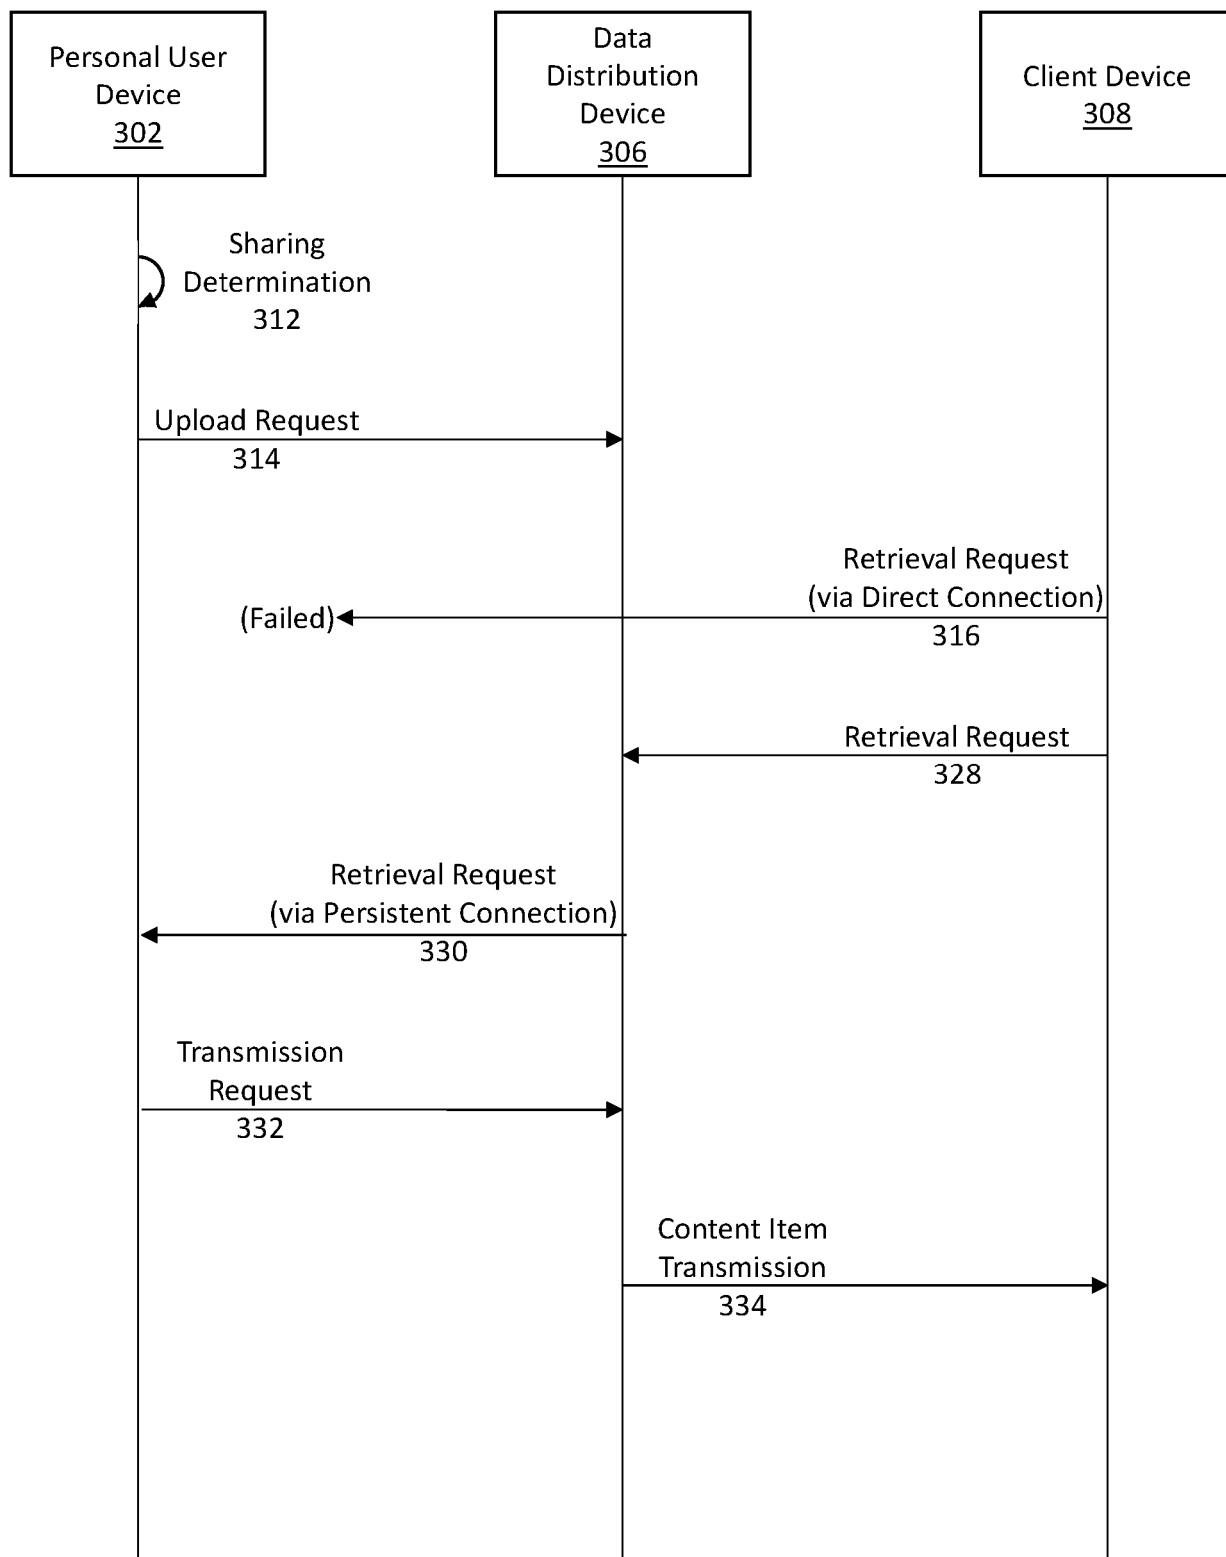 Personal User
Device
302
Data
Distribution
Device
306
Client Device
308
Sharing
Determination
312
Upload Request
314
Retrieval Request
(via Direct Connection)
(Failed)
316
Retrieval Request
328
Retrieval Request
(via Persistent Connection)
330
Transmission
Request
332
Content Item
Transmission
334